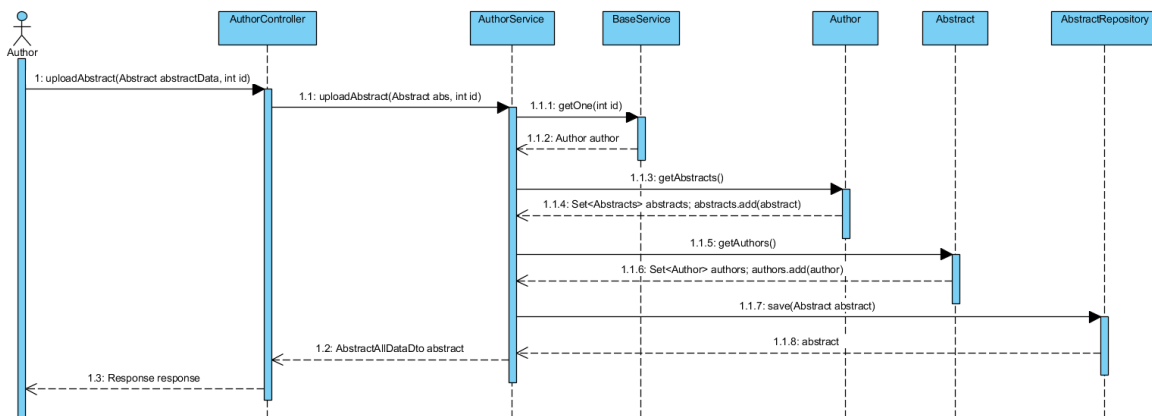 AuthorController
AuthorService
BaseService
Author
Abstract
AbstractRepository
Author
1: uploadAbstract(Abstract abstractData, int id)
1.1: uploadAbstract(Abstract abs, int id)
1.1.1: getOne(int id)
1.1.2: Author author
1.1.3: getAbstracts()
1.1.4: Set<Abstracts> abstracts; abstracts.add(abstract)
1.1.5: getAuthors()
1.1.6: Set<Author> authors; authors.add(author)
1.1.7: save(Abstract abstract)
1.1.8: abstract
1.2: AbstractAllDataDto abstract
1.3: Response response